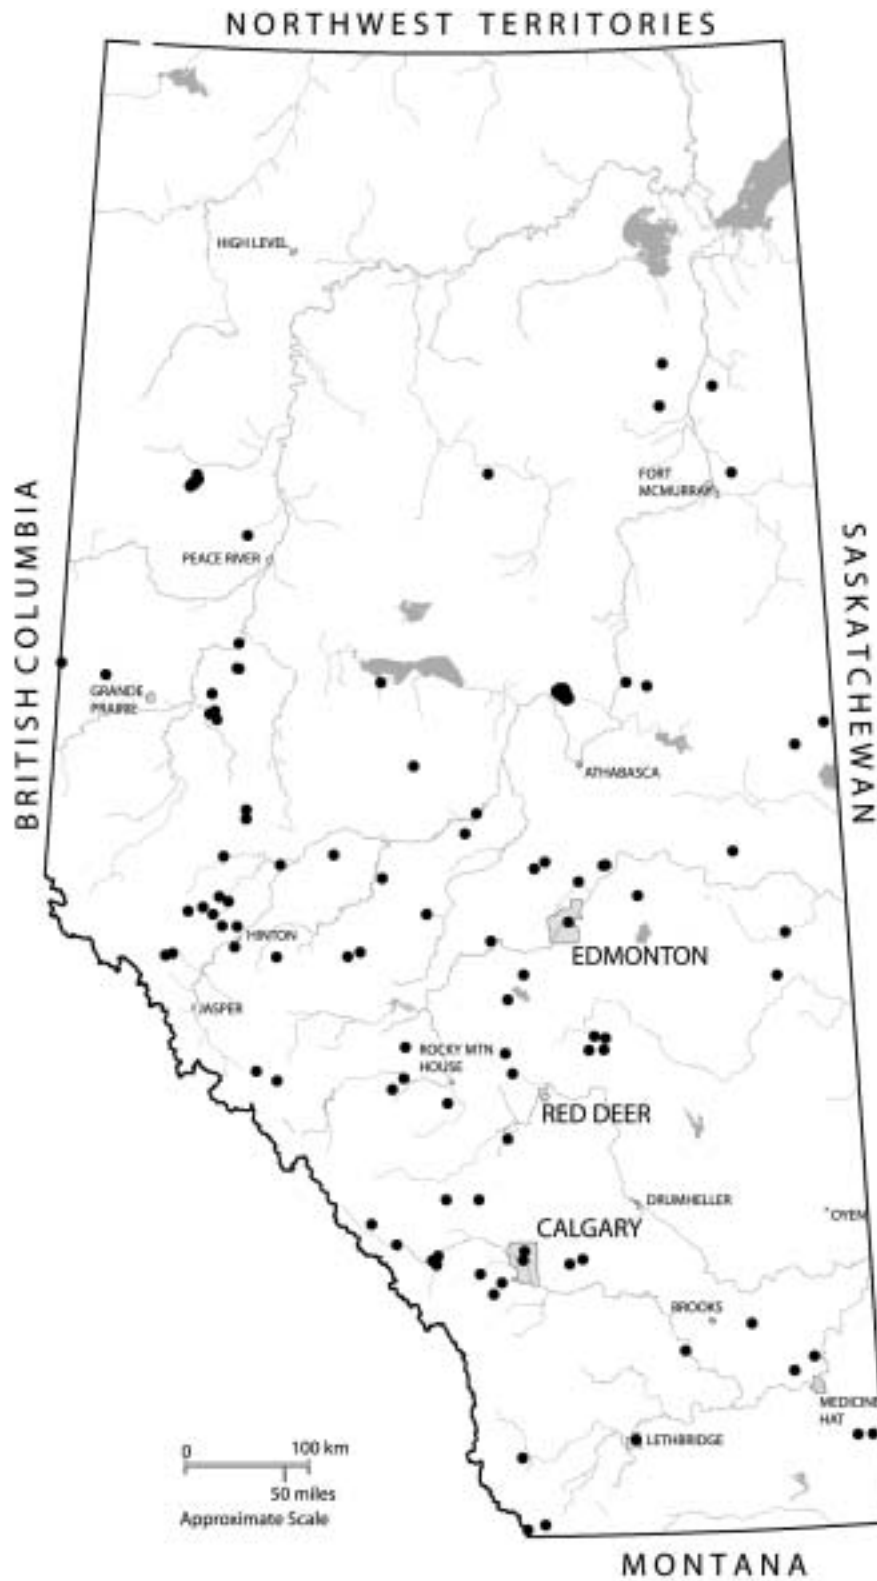 NORTHWEST TERRITORIES
HIGH LEVEL
FORT
MCMURRAY
BRITISH COLUMBIA
SASKATCHEWAN
PEACE RIVER
GRANDE
PRAIRIE
ATHABASCA
HINTON
EDMONTON
JASPER
ROCKY MTN
HOUSE
RED DEER
DRUMHELLER
OYEN
CALGARY
BROOKS
MEDICINE
HAT
LETHBRIDGE
0 100 km
50 miles
Approximate Scale
MONTANA